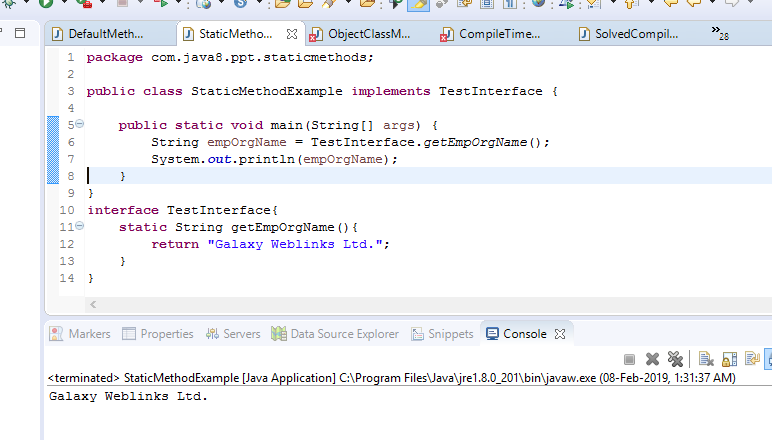 DefaultMeth...
StaticMetho...
ObjectClassM...
CompileTime...
SolvedCompil...
»28
1 package com.java8.ppt.staticmethods;
2
3 public class StaticMethodExample implements TestInterface {
4
5 public static void main(String[] args) {
6 String empOrgName = TestInterface.getEmpOrgName();
7 System.out.println(empOrgName);
8 }
9 }
10 interface TestInterface{
11 static String getEmpOrgName(){
12 return "Galaxy Weblinks Ltd.";
13 }
14 }
Markers Properties Servers Data Source Explorer Snippets Console
<terminated> StaticMethodExample [Java Application] C:\Program Files\Java\jre1.8.0_201\bin\javaw.exe (08-Feb-2019, 1:31:37 AM)
Galaxy Weblinks Ltd.